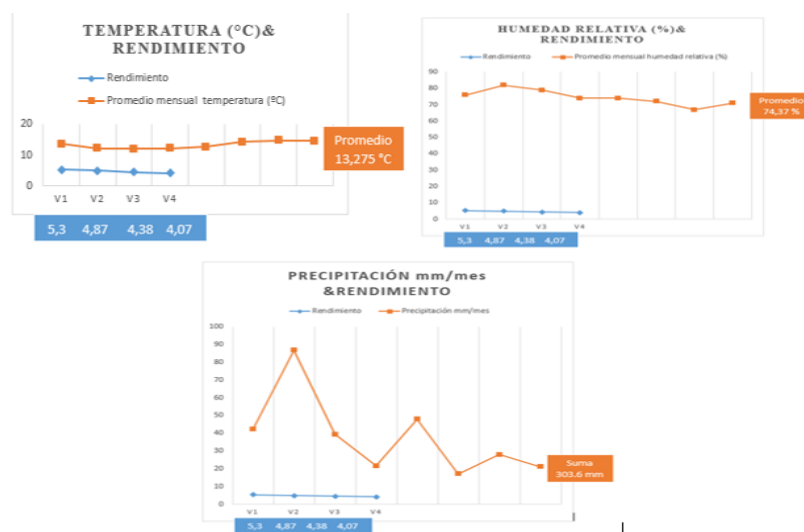 TEMPERATURA (°C)&
RENDIMIENTO
Rendimiento
Promedio mensual temperatura (ºC)
20
10
0
V1 V2 V3 V4
Promedio
13,275 °C
5,3 4,87 4,38 4,07
HUMEDAD RELATIVA (%)&
RENDIMIENTO
Rendimiento Promedio mensual humedad relativa (%)
90
80
70
60
50
40
30
20
10
0
V1 V2 V3 V4
Promedio
74,37 %
5,3 4,87 4,38 4,07
PRECIPITACIÓN mm/mes
&RENDIMIENTO
Rendimiento Precipitación mm/mes
100
90
80
70
60
50
40
30
20
10
0
V1 V2 V3 V4
Suma
303.6 mm
5,3 4,87 4,38 4,07